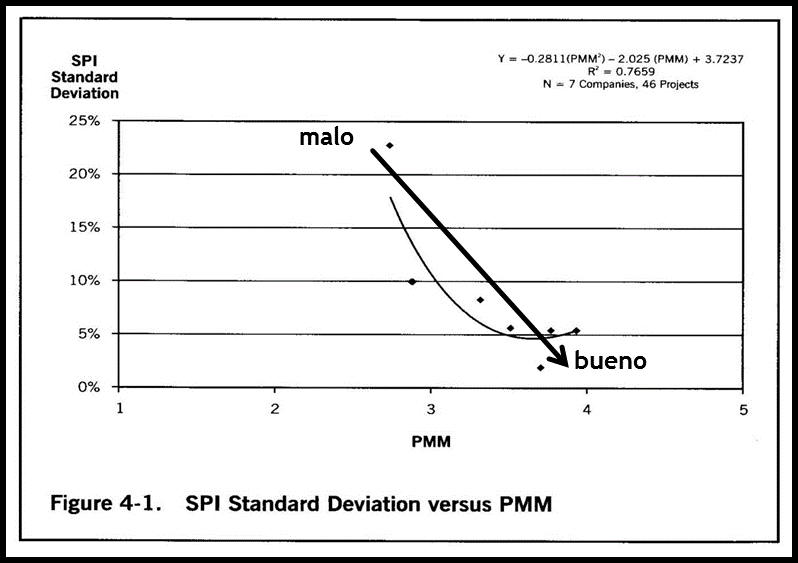 SPI
Standard
Deviation
Y = –0.2811(PMM²) – 2.025 (PMM) + 3.7237
R² = 0.7659
N = 7 Companies, 46 Projects
25%
malo
20%
15%
10%
5%
bueno
0%
1 2 3 4 5
PMM
Figure 4-1. SPI Standard Deviation versus PMM